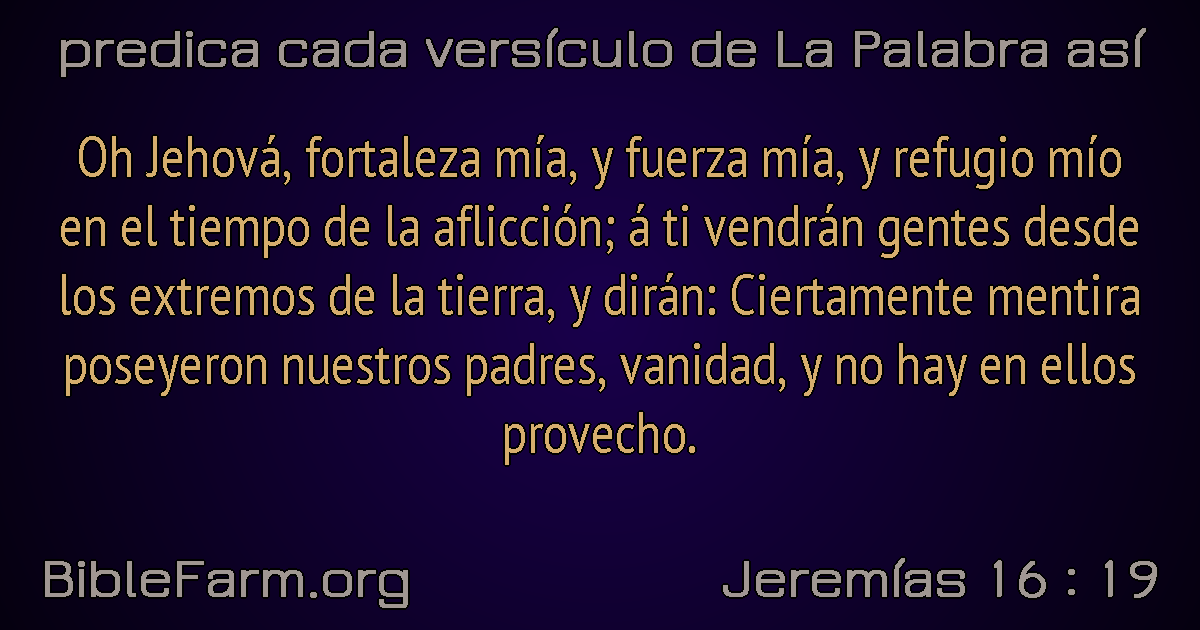 predica cada versículo de La Palabra así
Oh Jehová, fortaleza mía, y fuerza mía, y refugio mío
en el tiempo de la aflicción; á ti vendrán gentes desde
los extremos de la tierra, y dirán: Ciertamente mentira
poseyeron nuestros padres, vanidad, y no hay en ellos
provecho.
BibleFarm.org
Jeremías 16 : 19